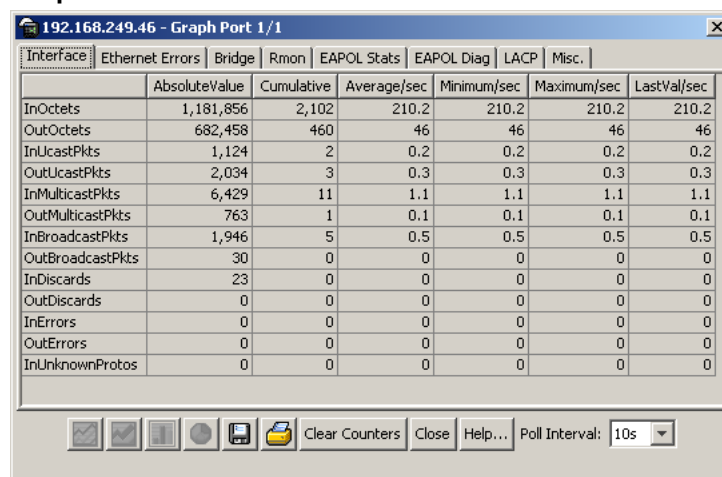 192.168.249.46 - Graph Port 1/1
Interface Ethernet Errors Bridge Rmon EAPOL Stats EAPOL Diag LACP Misc.
AbsoluteValue Cumulative Average/sec Minimum/sec Maximum/sec LastVal/sec
InOctets 1,181,856 2,102 210.2 210.2 210.2 210.2
OutOctets 682,458 460 46 46 46 46
InUcastPkts 1,124 2 0.2 0.2 0.2 0.2
OutUcastPkts 2,034 3 0.3 0.3 0.3 0.3
InMulticastPkts 6,429 11 1.1 1.1 1.1 1.1
OutMulticastPkts 763 1 0.1 0.1 0.1 0.1
InBroadcastPkts 1,946 5 0.5 0.5 0.5 0.5
OutBroadcastPkts 30 0 0 0 0 0
InDiscards 23 0 0 0 0 0
OutDiscards 0 0 0 0 0 0
InErrors 0 0 0 0 0 0
OutErrors 0 0 0 0 0 0
InUnknownProtos 0 0 0 0 0 0
Clear Counters Close Help... Poll Interval: 10s